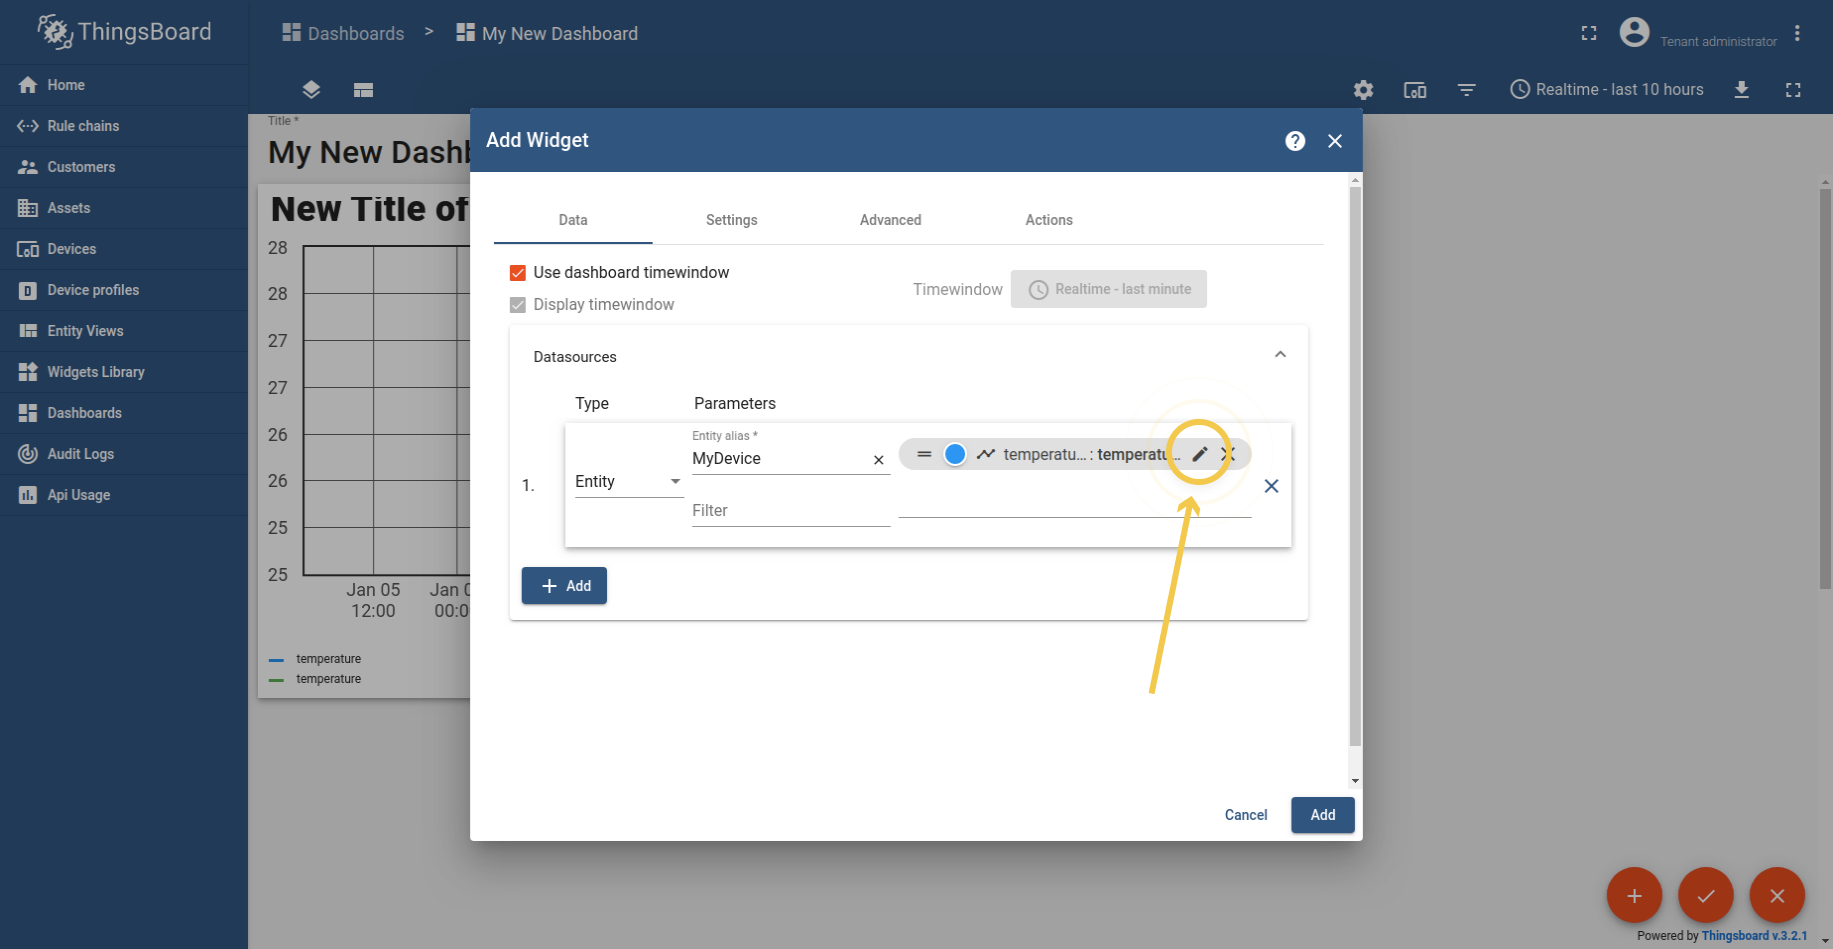 ThingsBoard
Dashboards > My New Dashboard
Tenant administrator
Home
Rule chains
Customers
Assets
Devices
Device profiles
Entity Views
Widgets Library
Dashboards
Audit Logs
Api Usage
Realtime - last 10 hours
Title *
My New Dashb
New Title of
28
28
27
27
26
26
25
25
Jan 05
12:00
Jan 0
00:0
temperature
temperature
Add Widget
?
Data Settings Advanced Actions
Use dashboard timewindow
Display timewindow
Timewindow Realtime - last minute
Datasources
Type Parameters
1.
Entity
Entity alias *
MyDevice
Filter
temperatu... : temperatu...
+ Add
Cancel Add
Powered by Thingsboard v.3.2.1